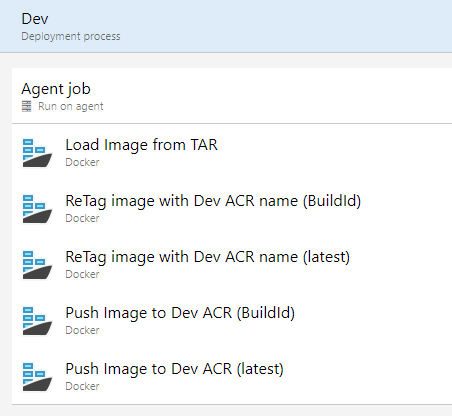 Dev
Deployment process
Agent job
Run on agent
Load Image from TAR
Docker
ReTag image with Dev ACR name (BuildId)
Docker
ReTag image with Dev ACR name (latest)
Docker
Push Image to Dev ACR (BuildId)
Docker
Push Image to Dev ACR (latest)
Docker